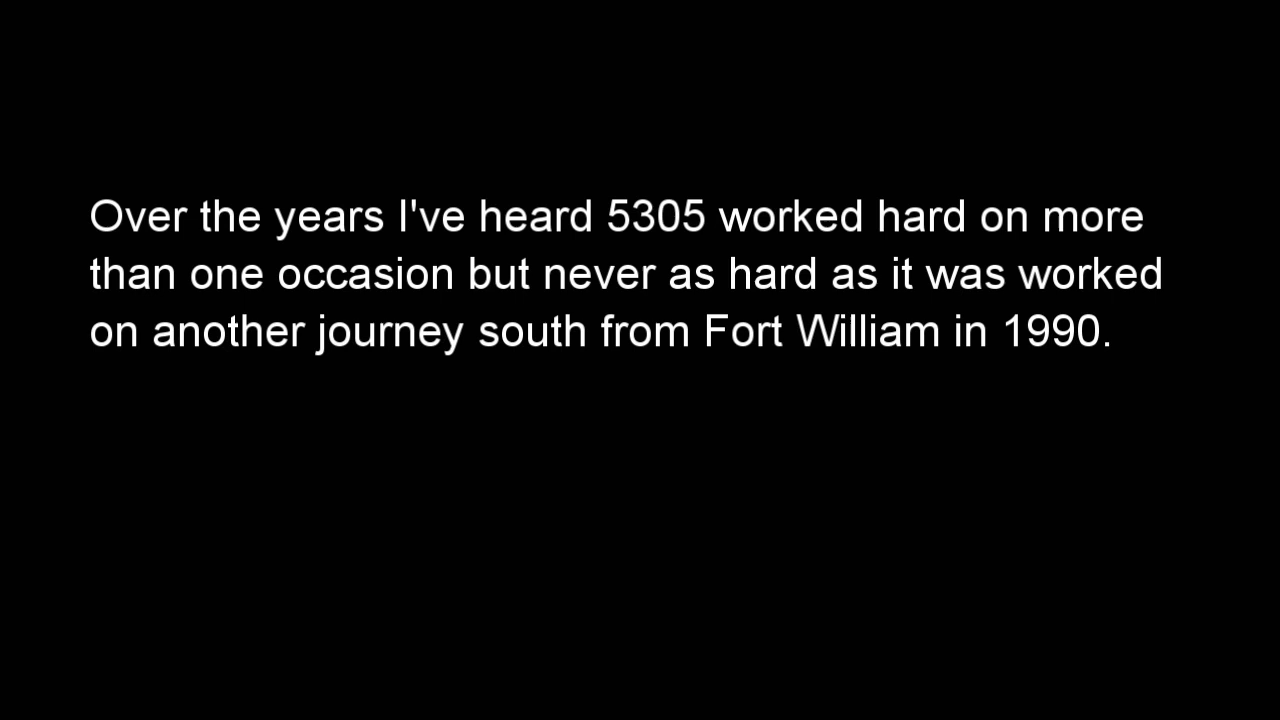 Over the years I've heard 5305 worked hard on more
than one occasion but never as hard as it was worked
on another journey south from Fort William in 1990.